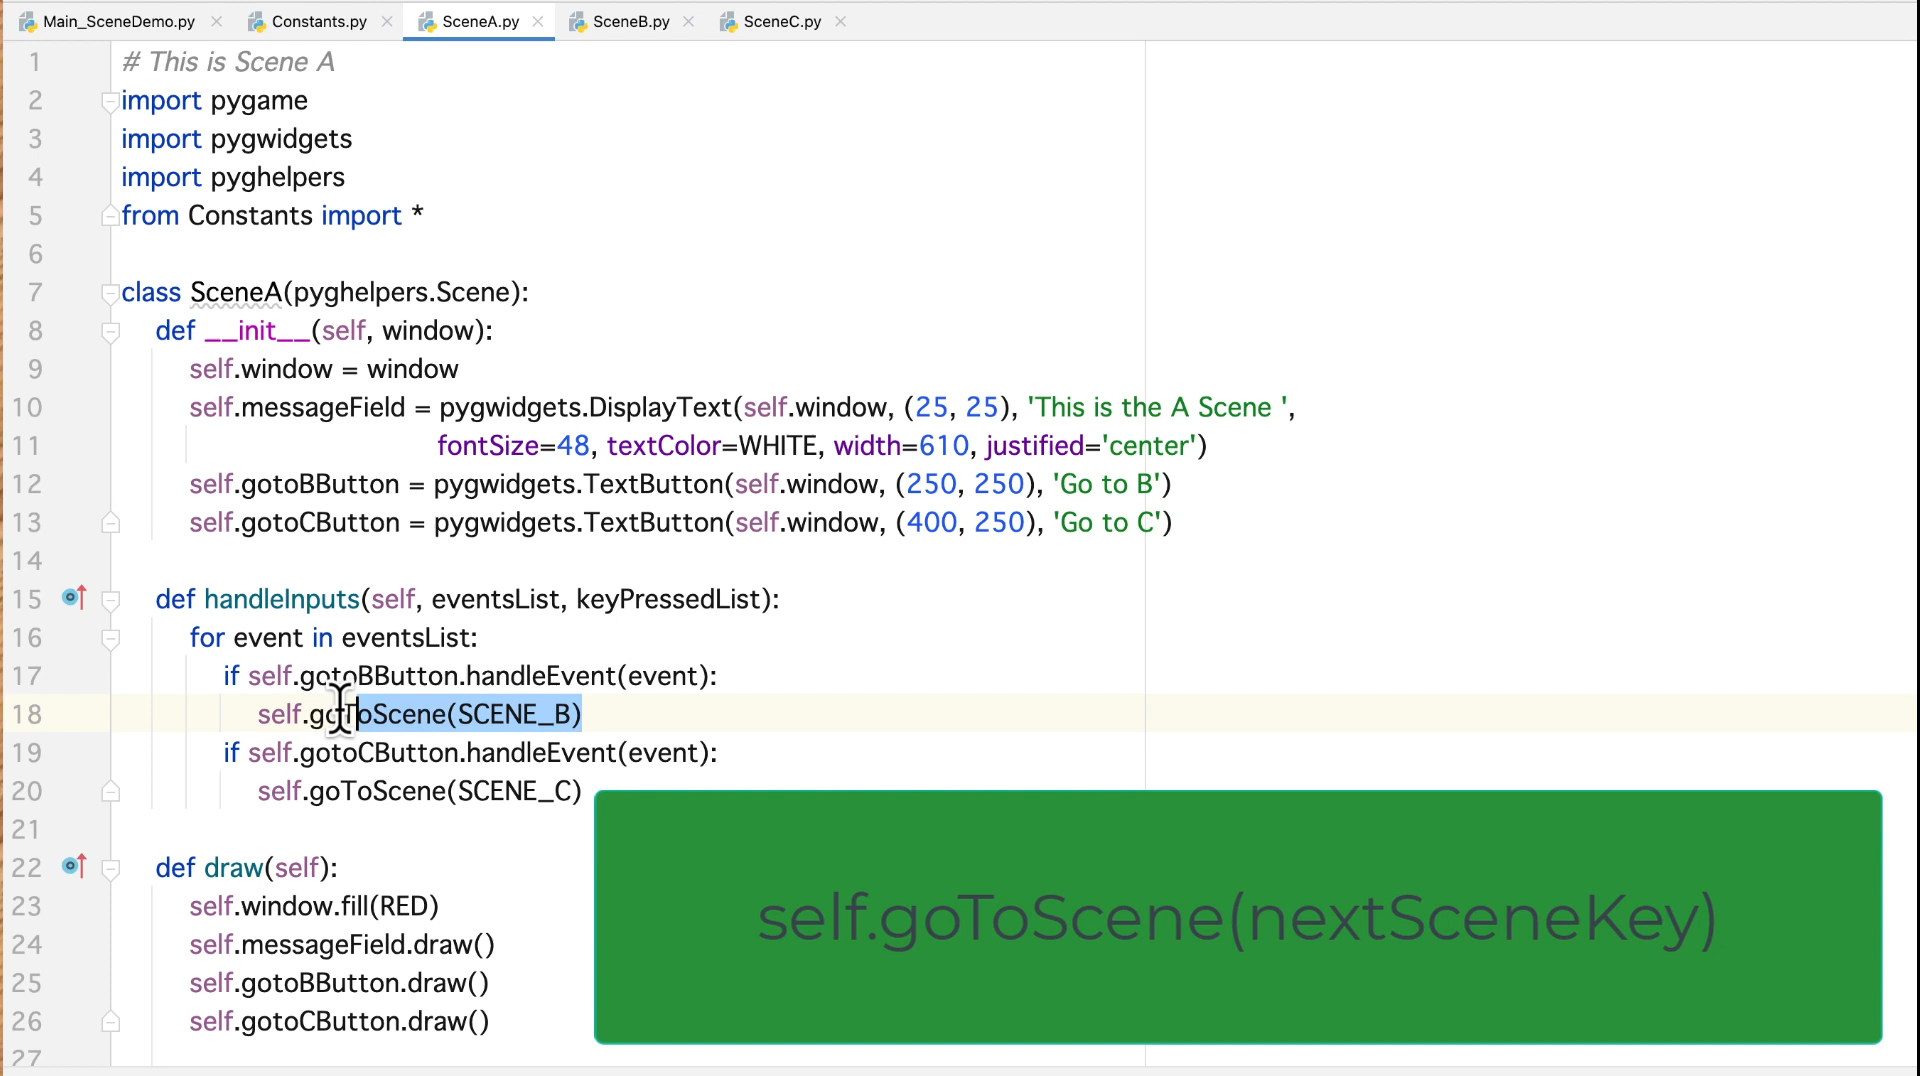 Main_SceneDemo.py Constants.py SceneA.py SceneB.py SceneC.py
1 # This is Scene A
2 import pygame
3 import pygwidgets
4 import pyghelpers
5 from Constants import *
6
7 class SceneA(pyghelpers.Scene):
8 def __init__(self, window):
9 self.window = window
10 self.messageField = pygwidgets.DisplayText(self.window, (25, 25), 'This is the A Scene ',
11 fontSize=48, textColor=WHITE, width=610, justified='center')
12 self.gotoBButton = pygwidgets.TextButton(self.window, (250, 250), 'Go to B')
13 self.gotoCButton = pygwidgets.TextButton(self.window, (400, 250), 'Go to C')
14
15 def handleInputs(self, eventsList, keyPressedList):
16 for event in eventsList:
17 if self.gotoBButton.handleEvent(event):
18 self.goToScene(SCENE_B)
19 if self.gotoCButton.handleEvent(event):
20 self.goToScene(SCENE_C)
21
22 def draw(self):
23 self.window.fill(RED)
24 self.messageField.draw()
25 self.gotoBButton.draw()
26 self.gotoCButton.draw()
27
self.goToScene(nextSceneKey)